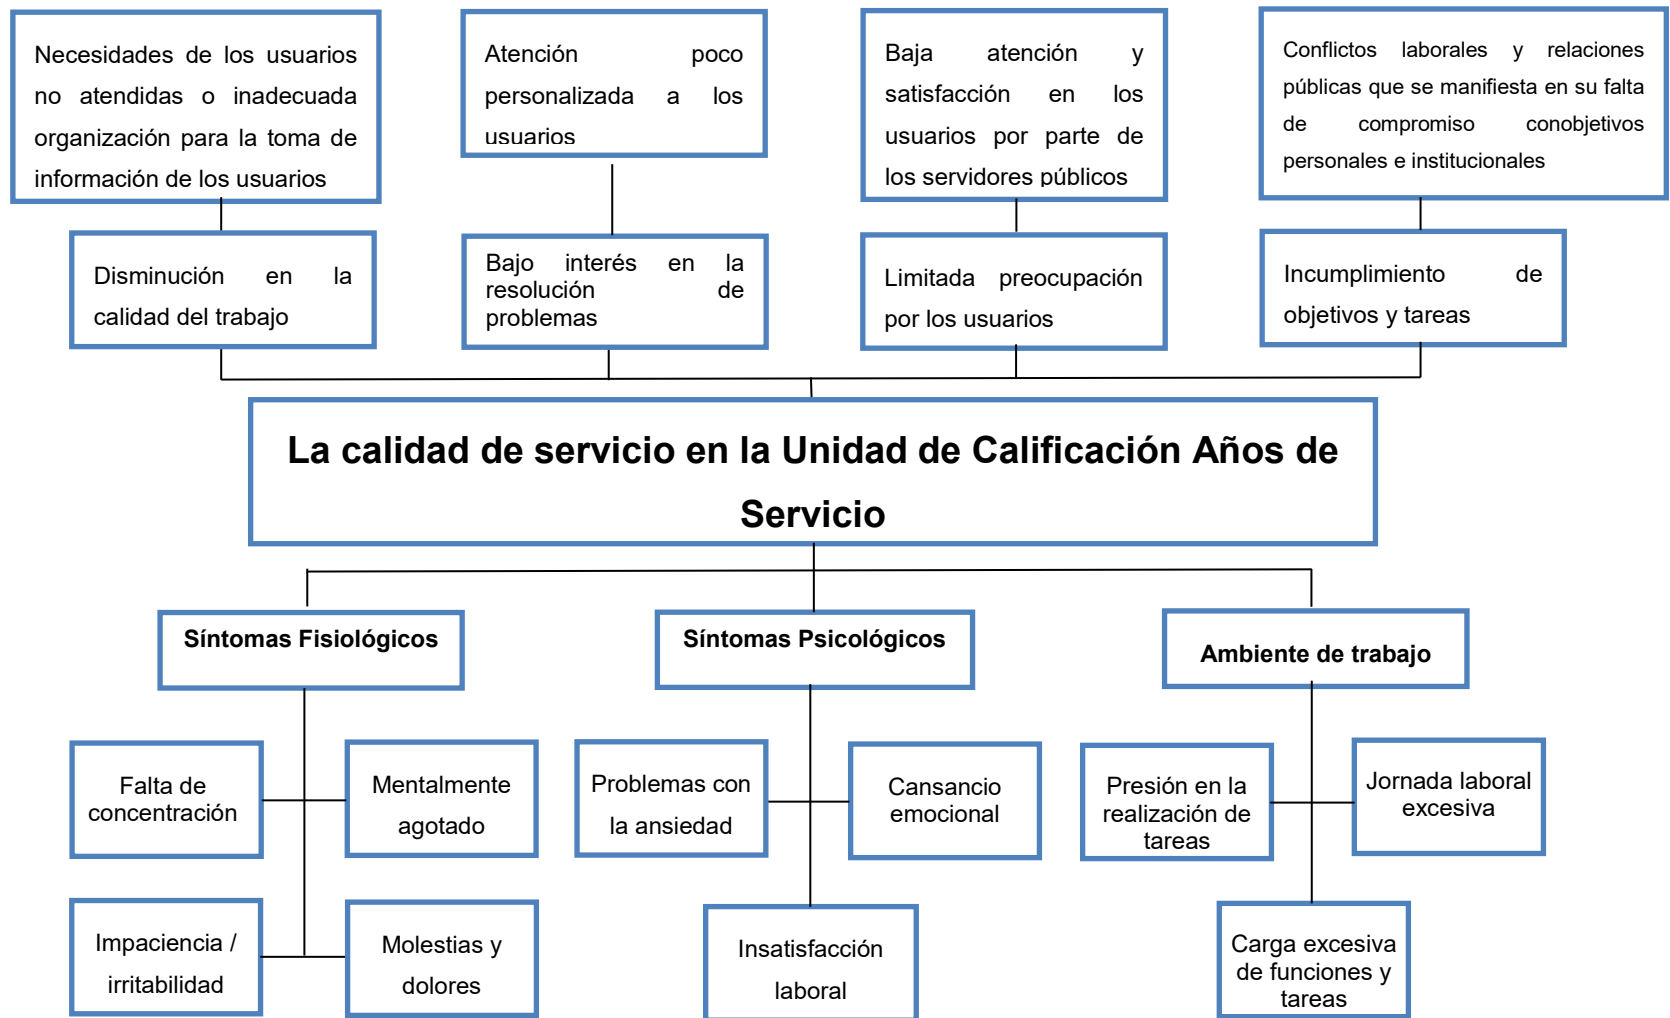 Necesidades de los usuarios
no atendidas o inadecuada
organización para la toma de
información de los usuarios
Atención poco
personalizada a los
usuarios
Baja atención y
satisfacción en los
usuarios por parte de
los servidores públicos
Conflictos laborales y relaciones
públicas que se manifiesta en su falta
de compromiso conobjetivos
personales e institucionales
Disminución en la
calidad del trabajo
Bajo interés en la
resolución de
problemas
Limitada preocupación
por los usuarios
Incumplimiento de
objetivos y tareas
La calidad de servicio en la Unidad de Calificación Años de
Servicio
Síntomas Fisiológicos
Síntomas Psicológicos
Ambiente de trabajo
Falta de
concentración
Mentalmente
agotado
Problemas con
la ansiedad
Cansancio
emocional
Presión en la
realización de
tareas
Jornada laboral
excesiva
Impaciencia /
irritabilidad
Molestias y
dolores
Insatisfacción
laboral
Carga excesiva
de funciones y
tareas